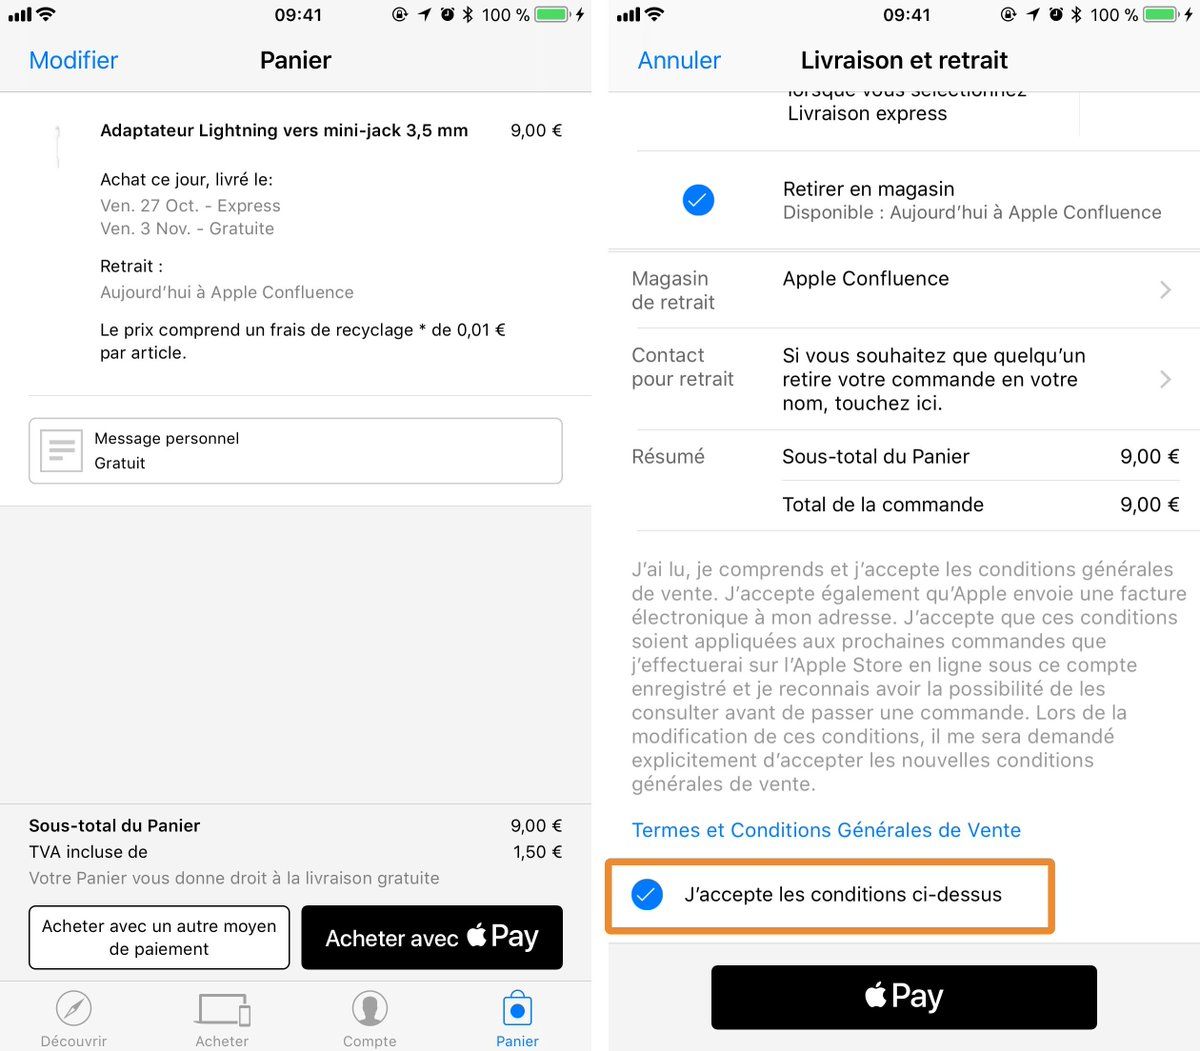 09:41
100 %
Modifier
Panier
Adaptateur Lightning vers mini-jack 3,5 mm
9,00 €
Achat ce jour, livré le:
Ven. 27 Oct. - Express
Ven. 3 Nov. - Gratuite
Retrait :
Aujourd’hui à Apple Confluence
Le prix comprend un frais de recyclage * de 0,01 €
par article.
Message personnel
Gratuit
Sous-total du Panier
9,00 €
TVA incluse de
1,50 €
Votre Panier vous donne droit à la livraison gratuite
Acheter avec un autre moyen
de paiement
Acheter avec Pay
Découvrir
Acheter
Compte
Panier
09:41
100 %
Annuler
Livraison et retrait
lorsque vous sélectionnez
Livraison express
Retirer en magasin
Disponible : Aujourd’hui à Apple Confluence
Magasin
de retrait
Apple Confluence
Contact
pour retrait
Si vous souhaitez que quelqu’un
retire votre commande en votre
nom, touchez ici.
Résumé
Sous-total du Panier
9,00 €
Total de la commande
9,00 €
J’ai lu, je comprends et j’accepte les conditions générales
de vente. J’accepte également qu’Apple envoie une facture
électronique à mon adresse. J’accepte que ces conditions
soient appliquées aux prochaines commandes que
j’effectuerai sur l’Apple Store en ligne sous ce compte
enregistré et je reconnais avoir la possibilité de les
consulter avant de passer une commande. Lors de la
modification de ces conditions, il me sera demandé
explicitement d’accepter les nouvelles conditions
générales de vente.
Termes et Conditions Générales de Vente
J’accepte les conditions ci-dessus
Pay